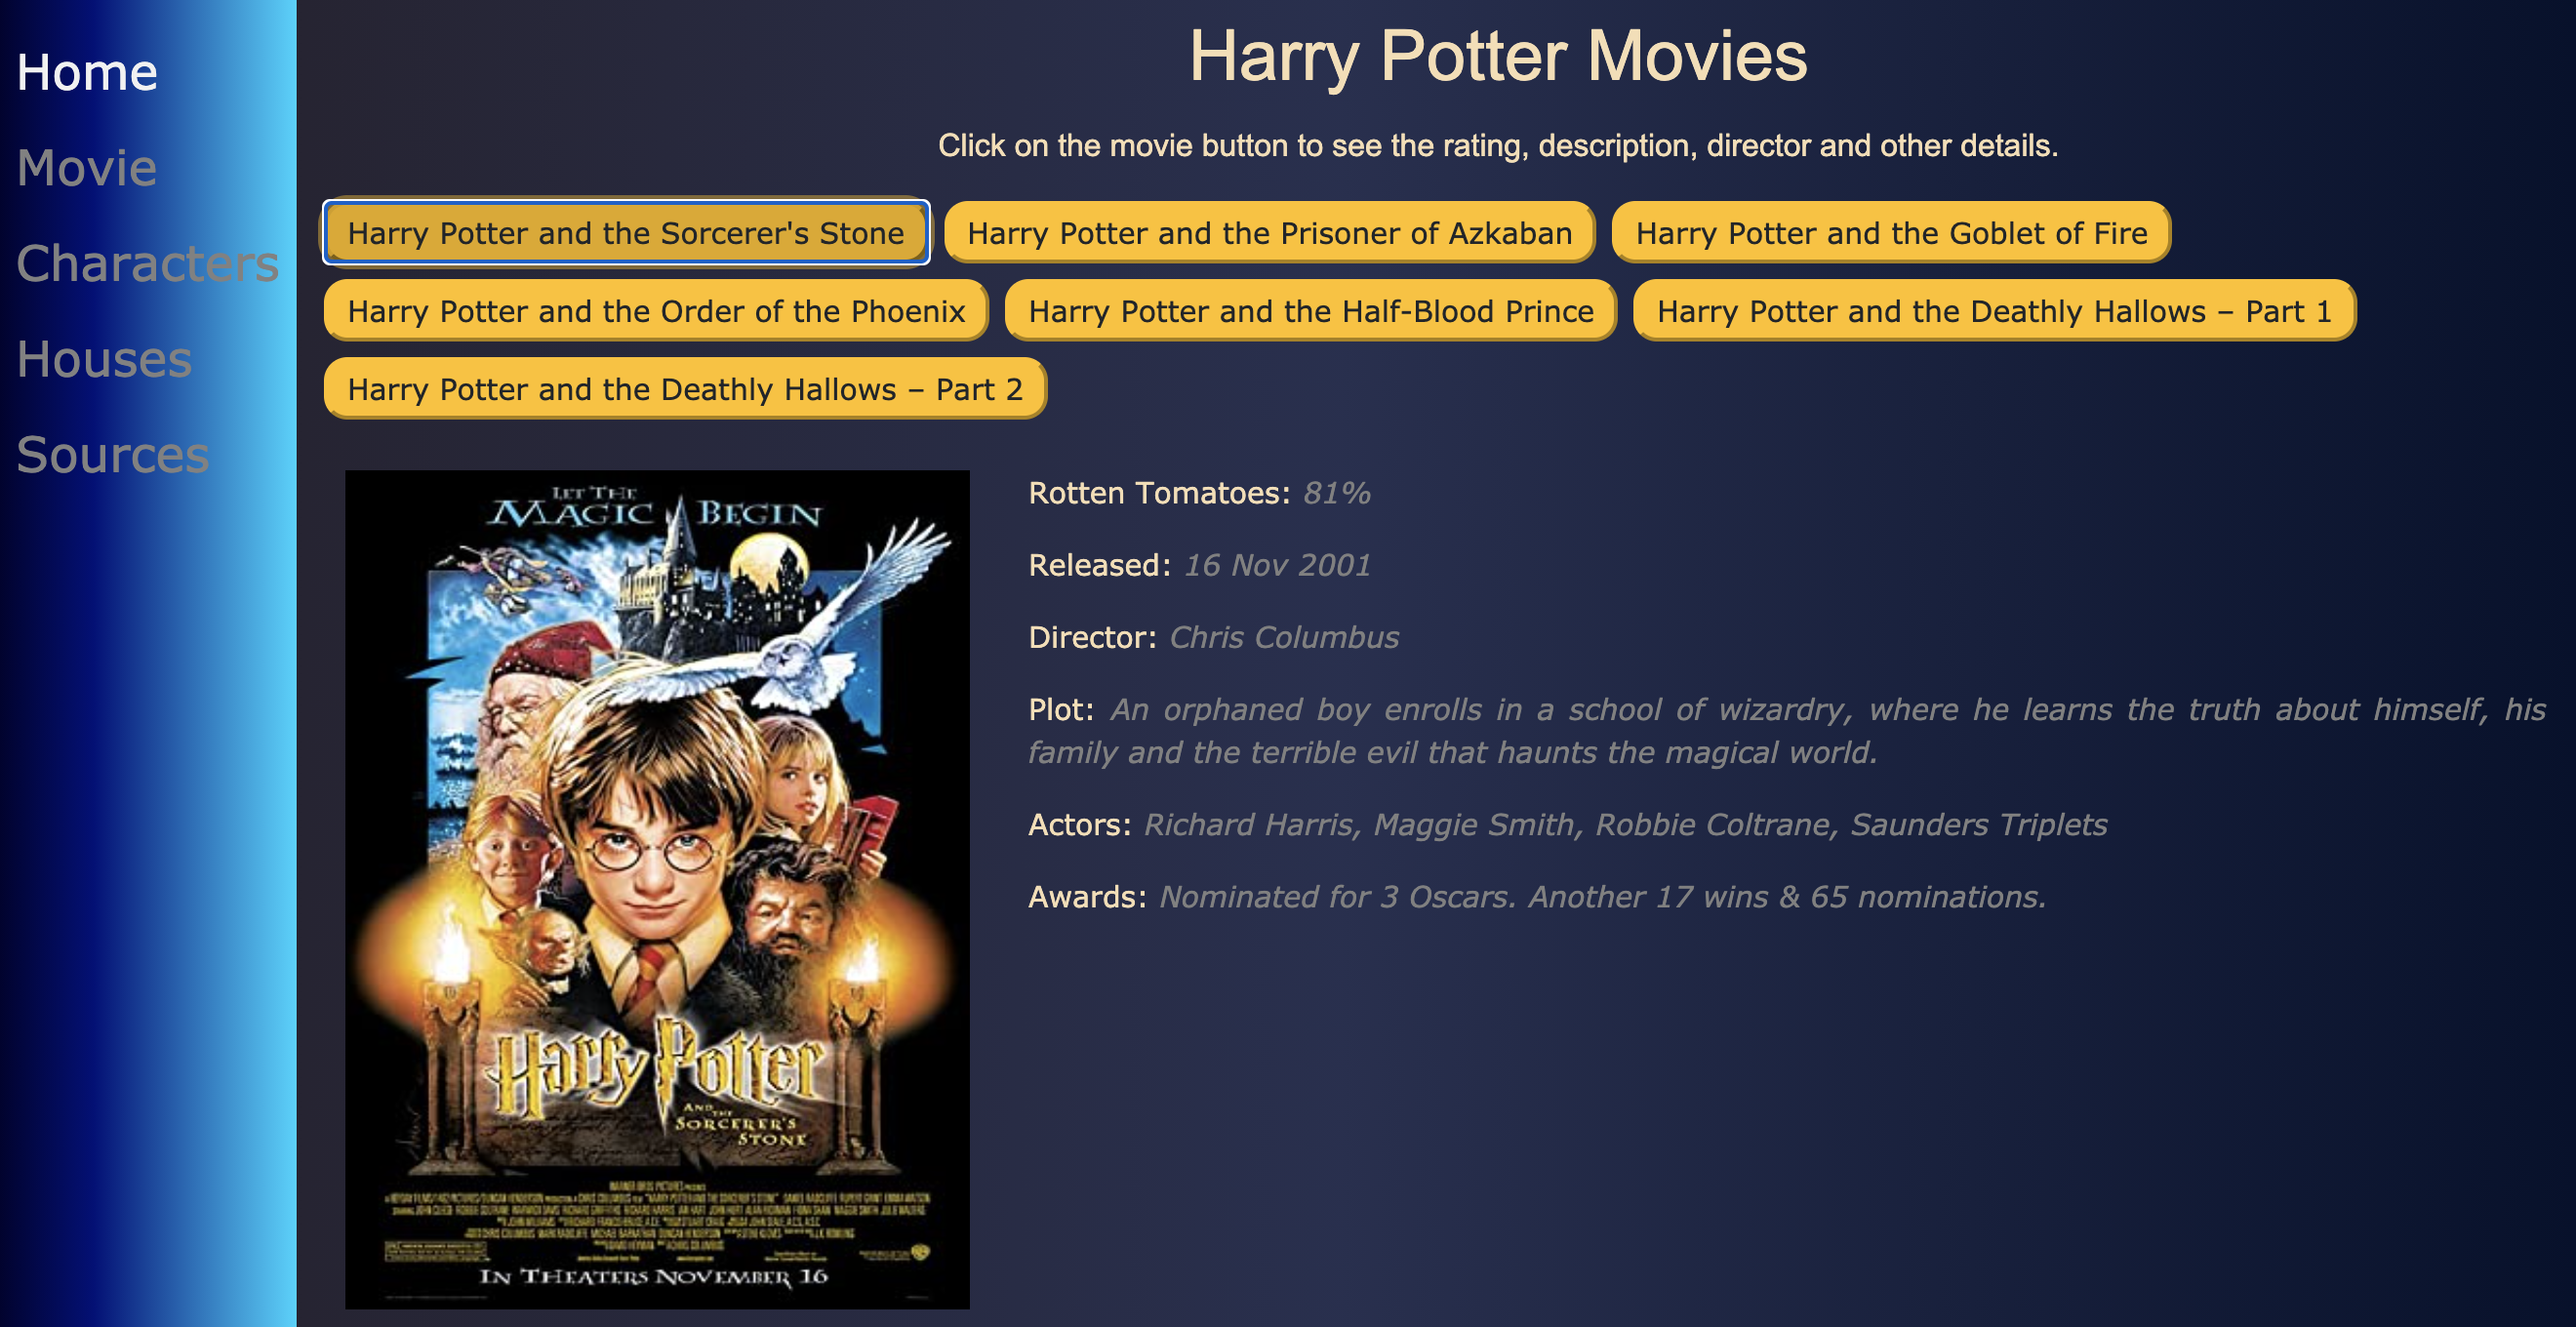 Home
Movie
Characters
Houses
Sources
Harry Potter Movies
Click on the movie button to see the rating, description, director and other details.
Harry Potter and the Sorcerer's Stone
Harry Potter and the Prisoner of Azkaban
Harry Potter and the Goblet of Fire
Harry Potter and the Order of the Phoenix
Harry Potter and the Half-Blood Prince
Harry Potter and the Deathly Hallows – Part 1
Harry Potter and the Deathly Hallows – Part 2
LET THE
MAGIC BEGIN
Harry Potter
AND THE
SORCERER'S
STONE
IN THEATERS NOVEMBER 16
Rotten Tomatoes: 81%
Released: 16 Nov 2001
Director: Chris Columbus
Plot: An orphaned boy enrolls in a school of wizardry, where he learns the truth about himself, his
family and the terrible evil that haunts the magical world.
Actors: Richard Harris, Maggie Smith, Robbie Coltrane, Saunders Triplets
Awards: Nominated for 3 Oscars. Another 17 wins & 65 nominations.